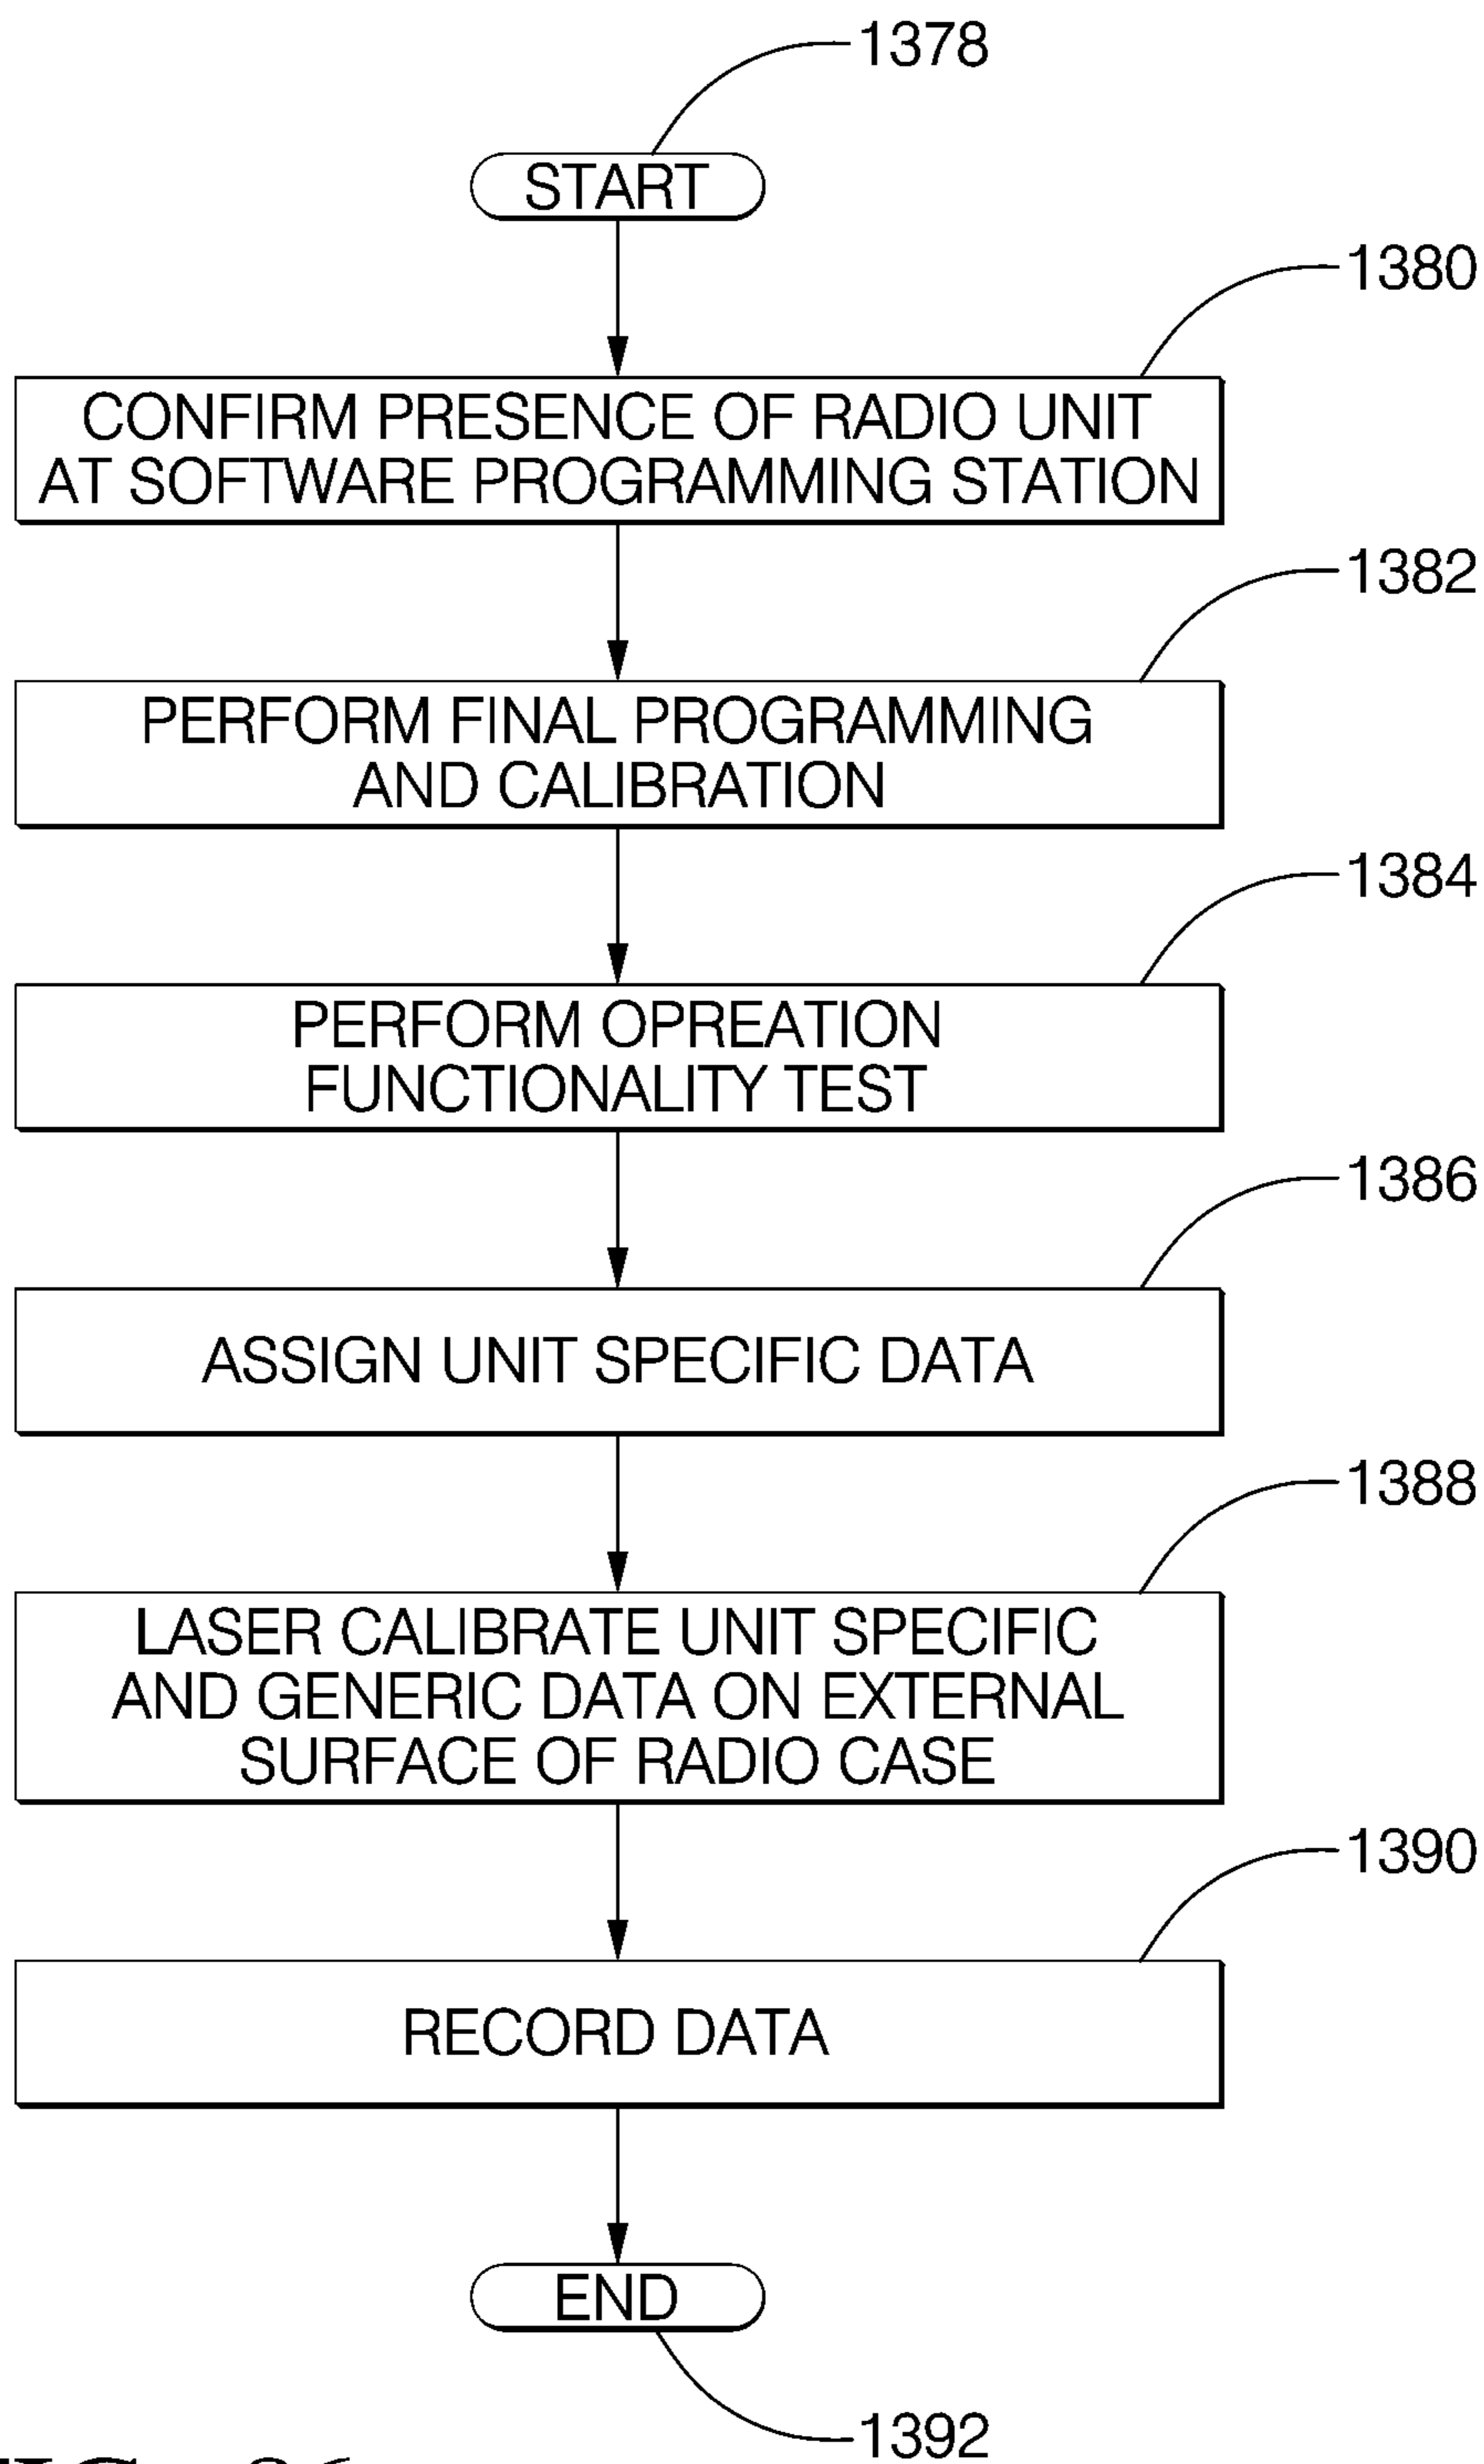 1378
START
1380
CONFIRM PRESENCE OF RADIO UNIT
AT SOFTWARE PROGRAMMING STATION
1382
PERFORM FINAL PROGRAMMING
AND CALIBRATION
1384
PERFORM OPREATION
FUNCTIONALITY TEST
1386
ASSIGN UNIT SPECIFIC DATA
1388
LASER CALIBRATE UNIT SPECIFIC
AND GENERIC DATA ON EXTERNAL
SURFACE OF RADIO CASE
1390
RECORD DATA
END
1392